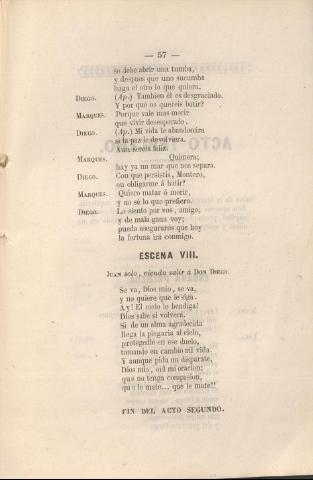 — 57 —
se debe abrir una tumba,
y despues que uno sucumba
haga el otro lo que quiera.
DIEGO. (Ap.) Tambien él es desgraciado.
Y por qué os quereis batir?
MARQUES. Porque vale mas morir
que vivir desesperado.
DIEGO. (Ap.) Mi vida le abandonára
si la paz le devolviera.
Aun sereis feliz.
MARQUES. Quimera;
hay ya un mar que nos separa.
DIEGO. Con que persistis, Montero,
en obligarme á batir?
MARQUES. Quiero matar ó morir,
y no sé lo que prefiero.
DIEGO. Lo siento por vos, amigo,
y de mala gana voy;
pueda aseguraros que hoy
la fortuna irá conmigo.
ESCENA VIII.
JUAN solo, viendo salir á DON DIEGO.
Se va, Dios mio, se va,
y no quiere que le siga.
Ay! El cielo le bendiga!
Dios sabe si volverá.
Si de un alma agradecida
llega la plegaria al cielo,
protegedle en ese duelo,
tomando en cambio mi vida.
Y aunque pida un disparate,
Dios mio, oid mi oracion;
que no tenga compasion,
que le mate... que le mate!!
FIN DEL ACTO SEGUNDO.